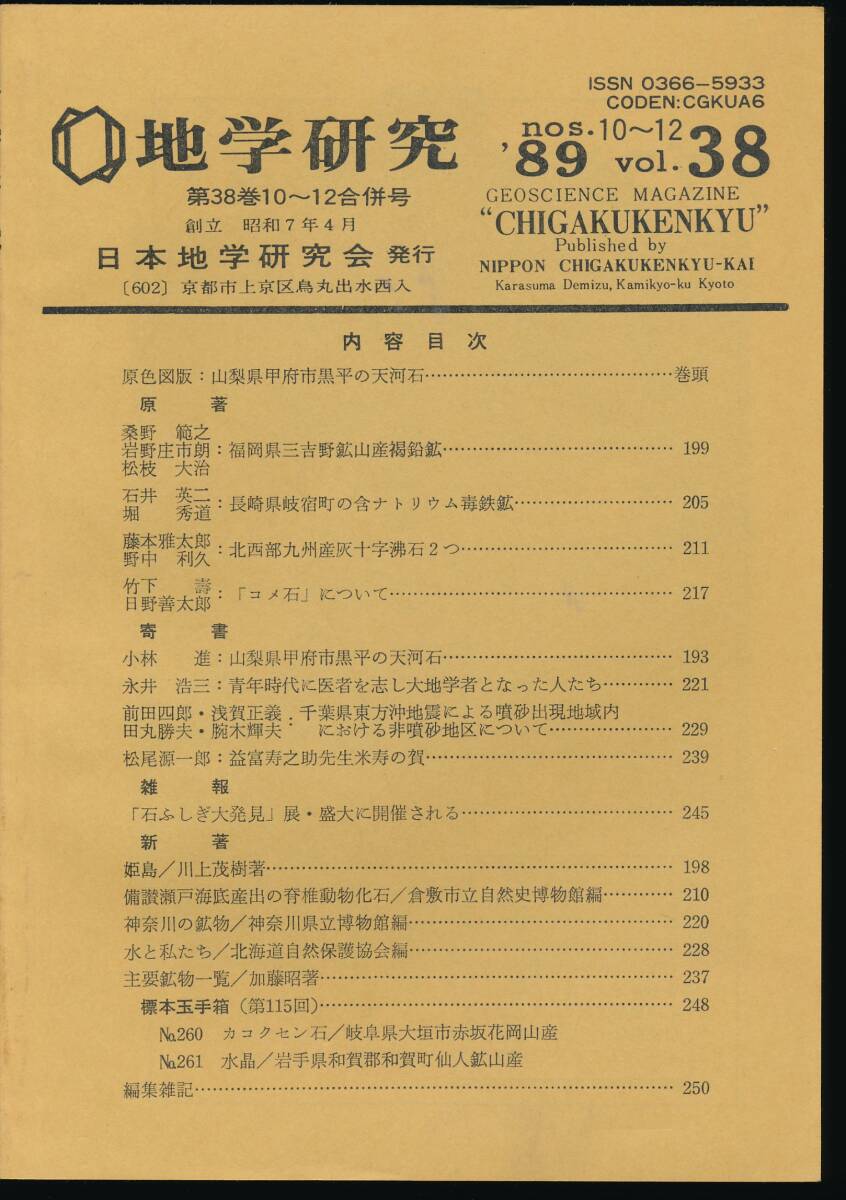 ISSN 0366-5933
CODEN:CGKUA6
地学研究
nos.10～12
'89 vol.38
第38巻10～12合併号
創立 昭和7年4月
日本地学研究会 発行
〔602〕京都市上京区烏丸出水西入
GEOSCIENCE MAGAZINE
“CHIGAKUKENKYU”
Published by
NIPPON CHIGAKUKENKYU-KAI
Karasuma Demizu, Kamikyo-ku Kyoto
内容目次
原色図版：山梨県甲府市黒平の天河石……巻頭
原著
桑野 範之
岩野庄市朗：福岡県三吉野鉱山産褐鉛鉱……199
松枝 大治
石井 英二
堀 秀道：長崎県岐宿町の含ナトリウム毒鉄鉱……205
藤本雅太郎
野中 利久：北西部九州産灰十字沸石2つ……211
竹下 壽
日野善太郎：「コメ石」について……217
寄書
小林 進：山梨県甲府市黒平の天河石……193
永井 浩三：青年時代に医者を志し大地学者となった人たち……221
前田四郎・浅賀正義：千葉県東方沖地震による噴砂出現地域内
田丸勝夫・腕木輝夫 における非噴砂地区について……229
松尾源一郎：益富寿之助先生米寿の賀……239
雑報
「石ふしぎ大発見」展・盛大に開催される……245
新著
姫島／川上茂樹著……198
備讃瀬戸海底産出の脊椎動物化石／倉敷市立自然史博物館編……210
神奈川の鉱物／神奈川県立博物館編……220
水と私たち／北海道自然保護協会編……228
主要鉱物一覧／加藤昭著……237
標本玉手箱（第115回）……248
№260 カコクセン石／岐阜県大垣市赤坂花岡山産
№261 水晶／岩手県和賀郡和賀町仙人鉱山産
編集雑記……250